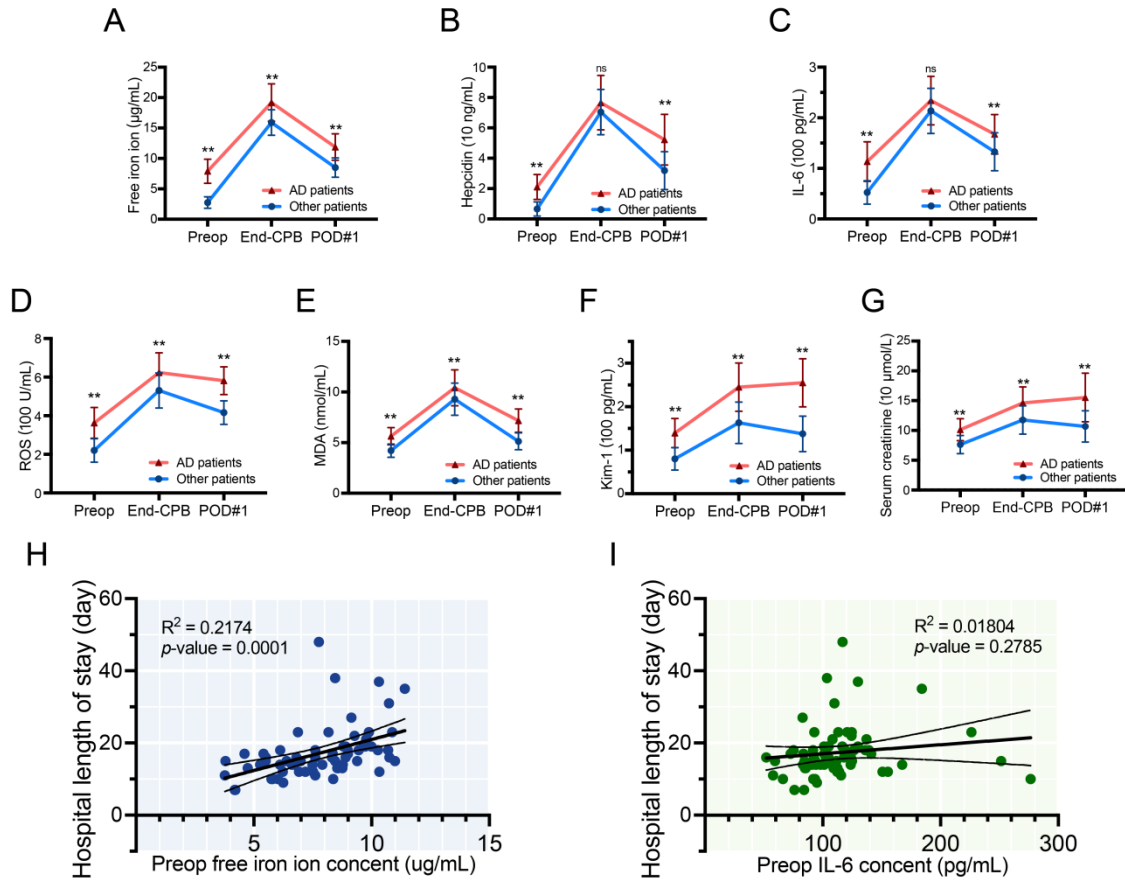 A
Free iron ion (μg/mL)
25
20
15
10
5
0
** ** **
AD patients
Other patients
Preop End-CPB POD#1
B
Hepcidin (10 ng/mL)
10
8
6
4
2
0
** ns **
AD patients
Other patients
Preop End-CPB POD#1
C
IL-6 (100 pg/mL)
3
2
1
0
** ns **
AD patients
Other patients
Preop End-CPB POD#1
D
ROS (1000 U/mL)
8
6
4
2
0
** ** **
AD patients
Other patients
Preop End-CPB POD#1
E
MDA (nmol/mL)
15
10
5
0
** ** **
AD patients
Other patients
Preop End-CPB POD#1
F
Kim-1 (100 pg/mL)
3
2
1
0
** ** **
AD patients
Other patients
Preop End-CPB POD#1
G
Serum creatinine (10 μmol/L)
25
20
15
10
5
0
** ** **
AD patients
Other patients
Preop End-CPB POD#1
H
Hospital length of stay (day)
60
40
20
0
R² = 0.2174
p-value = 0.0001
5 10 15
Preop free iron ion concent (ug/mL)
I
Hospital length of stay (day)
60
40
20
0
R² = 0.01804
p-value = 0.2785
100 200 300
Preop IL-6 concent (pg/mL)